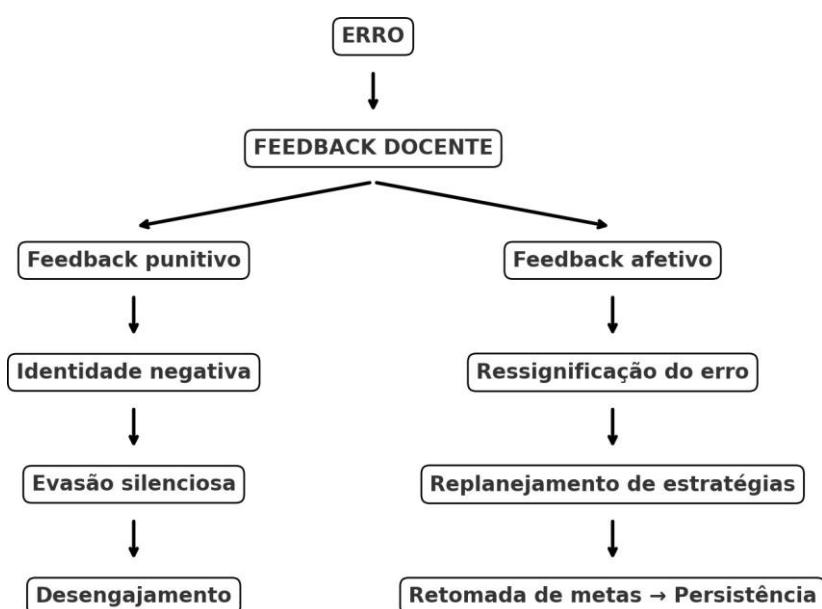 ERRO
FEEDBACK DOCENTE
Feedback punitivo
Feedback afetivo
Identidade negativa
Ressignificação do erro
Evasão silenciosa
Replanejamento de estratégias
Desengajamento
Retomada de metas → Persistência